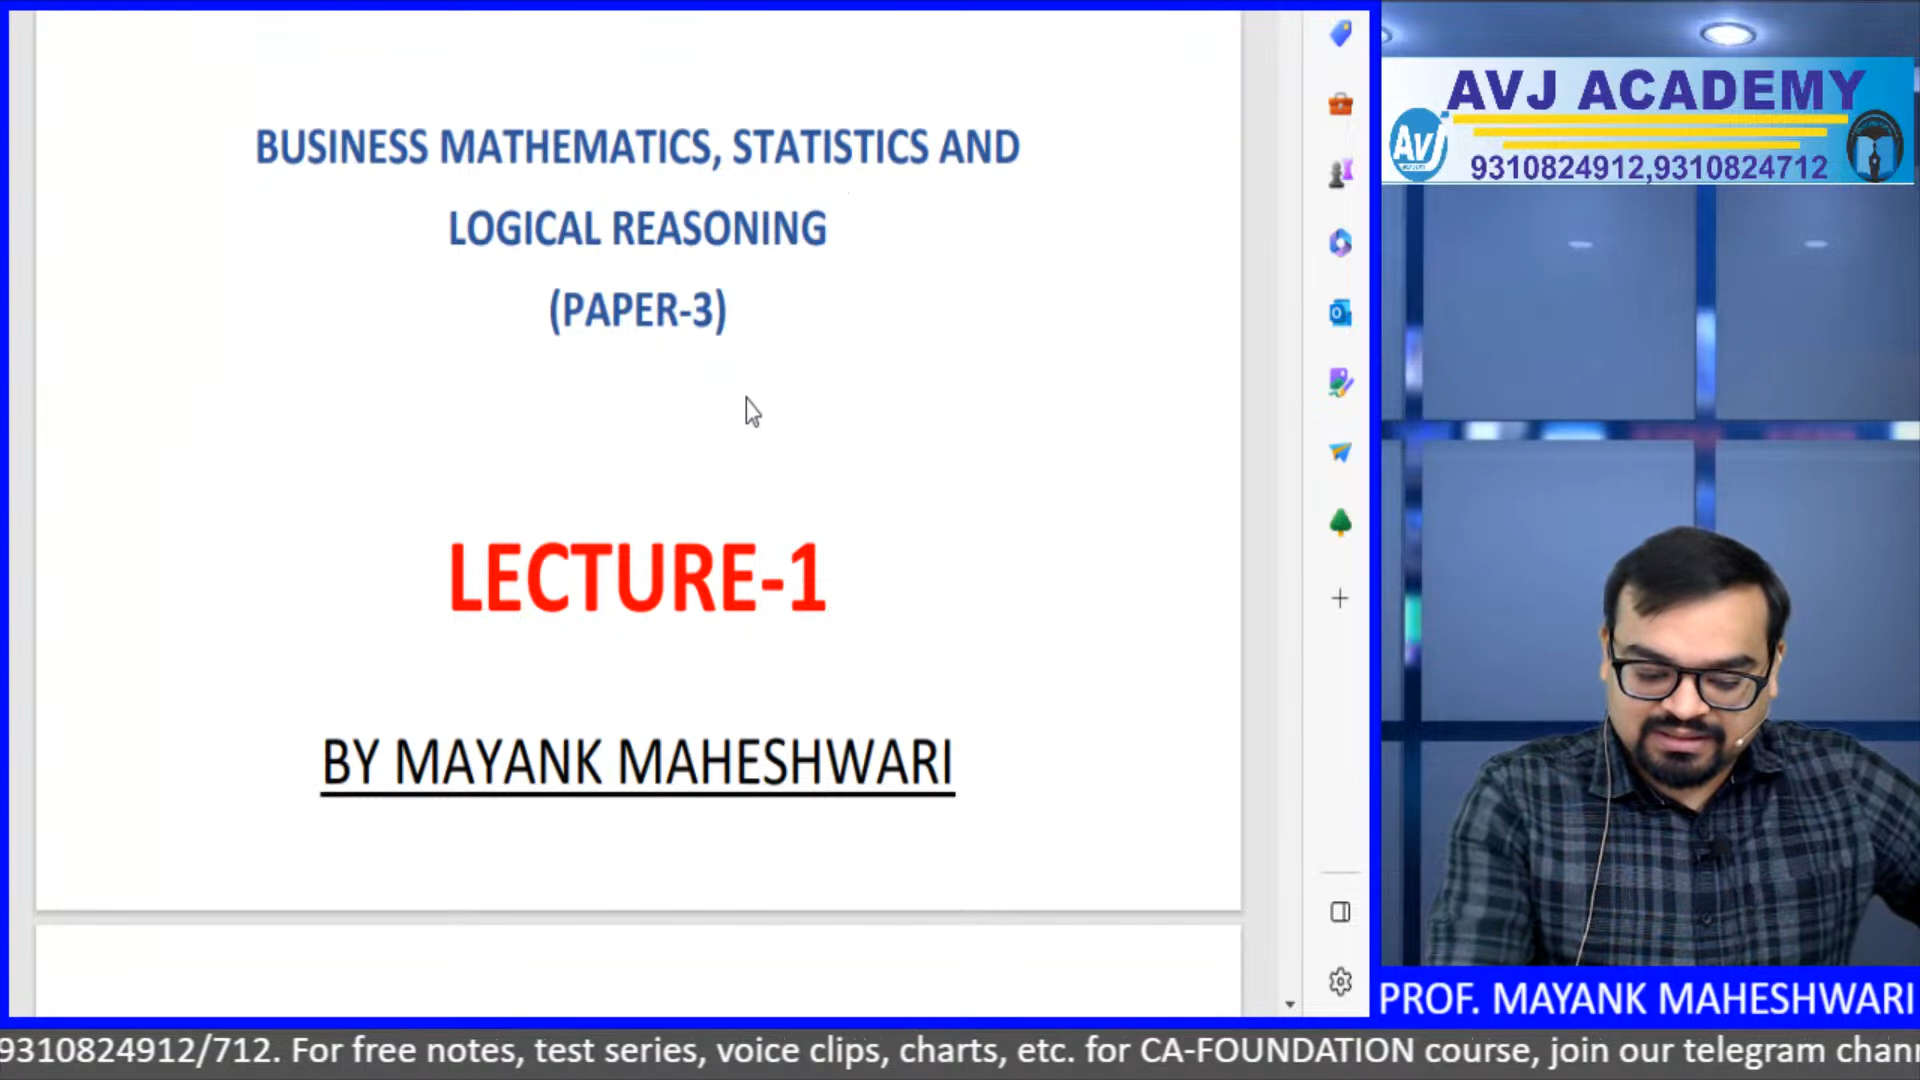 BUSINESS MATHEMATICS, STATISTICS AND
LOGICAL REASONING
(PAPER-3)
LECTURE-1
BY MAYANK MAHESHWARI
AVJ ACADEMY
AVJ
9310824912,9310824712
PROF. MAYANK MAHESHWARI
9310824912/712. For free notes, test series, voice clips, charts, etc. for CA-FOUNDATION course, join our telegram chann